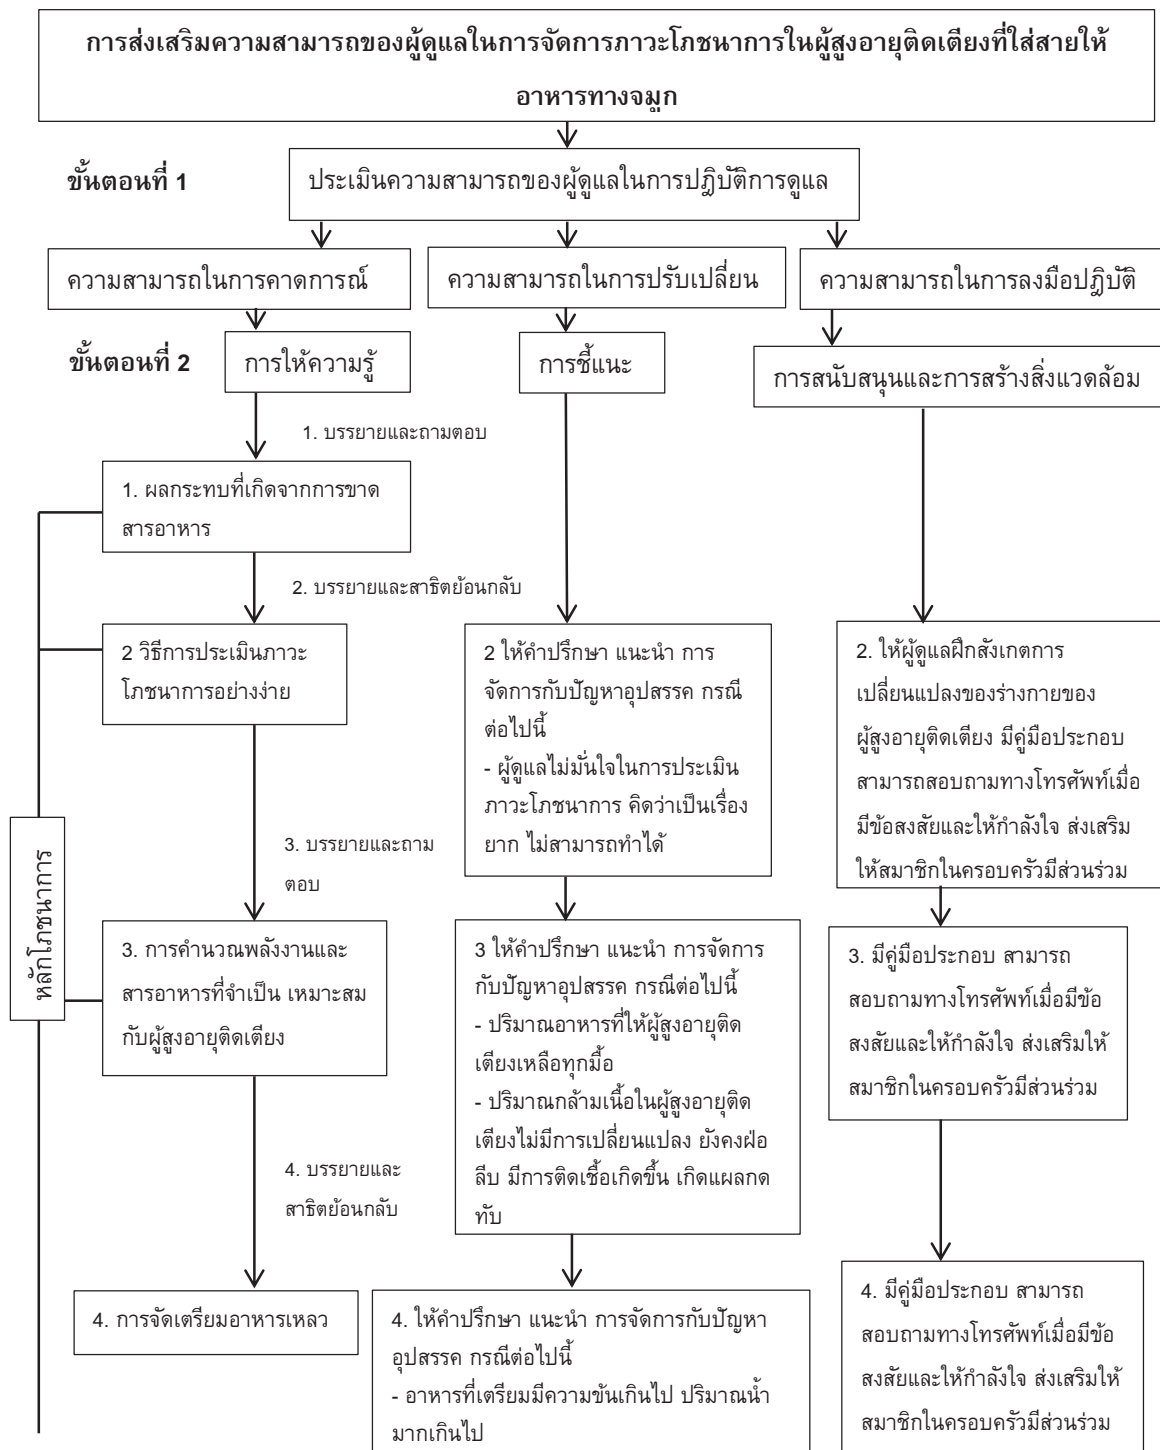 การส่งเสริมความสามารถของผู้ดูแลในการจัดการภาวะโภชนาการในผู้สูงอายุติดเตียงที่ใส่สายให้
อาหารทางจมูก
ขั้นตอนที่ 1
ประเมินความสามารถของผู้ดูแลในการปฏิบัติการดูแล
ความสามารถในการคาดการณ์
ความสามารถในการปรับเปลี่ยน
ความสามารถในการลงมือปฏิบัติ
ขั้นตอนที่ 2
การให้ความรู้
การชี้แนะ
การสนับสนุนและการสร้างสิ่งแวดล้อม
1. บรรยายและถามตอบ
1. ผลกระทบที่เกิดจากการขาด
สารอาหาร
2. บรรยายและสาธิตย้อนกลับ
2 วิธีการประเมินภาวะ
โภชนาการอย่างง่าย
2 ให้คำปรึกษา แนะนำ การ
จัดการกับปัญหาอุปสรรค กรณี
ต่อไปนี้
- ผู้ดูแลไม่มั่นใจในการประเมิน
ภาวะโภชนาการ คิดว่าเป็นเรื่อง
ยาก ไม่สามารถทำได้
2. ให้ผู้ดูแลฝึกสังเกตการ
เปลี่ยนแปลงของร่างกายของ
ผู้สูงอายุติดเตียง มีคู่มือประกอบ
สามารถสอบถามทางโทรศัพท์เมื่อ
มีข้อสงสัยและให้กำลังใจ ส่งเสริม
ให้สมาชิกในครอบครัวมีส่วนร่วม
หลักโภชนาการ
3. บรรยายและถาม
ตอบ
3. การคำนวณพลังงานและ
สารอาหารที่จำเป็น เหมาะสม
กับผู้สูงอายุติดเตียง
3 ให้คำปรึกษา แนะนำ การจัดการ
กับปัญหาอุปสรรค กรณีต่อไปนี้
- ปริมาณอาหารที่ให้ผู้สูงอายุติด
เตียงเหลือทุกมื้อ
- ปริมาณกล้ามเนื้อในผู้สูงอายุติด
เตียงไม่มีการเปลี่ยนแปลง ยังคงฝ่อ
ลีบ มีการติดเชื้อเกิดขึ้น เกิดแผลกด
ทับ
3. มีคู่มือประกอบ สามารถ
สอบถามทางโทรศัพท์เมื่อมีข้อ
สงสัยและให้กำลังใจ ส่งเสริมให้
สมาชิกในครอบครัวมีส่วนร่วม
4. บรรยายและ
สาธิตย้อนกลับ
4. การจัดเตรียมอาหารเหลว
4. ให้คำปรึกษา แนะนำ การจัดการกับปัญหา
อุปสรรค กรณีต่อไปนี้
- อาหารที่เตรียมมีความข้นเกินไป ปริมาณน้ำ
มากเกินไป
4. มีคู่มือประกอบ สามารถ
สอบถามทางโทรศัพท์เมื่อมีข้อ
สงสัยและให้กำลังใจ ส่งเสริมให้
สมาชิกในครอบครัวมีส่วนร่วม